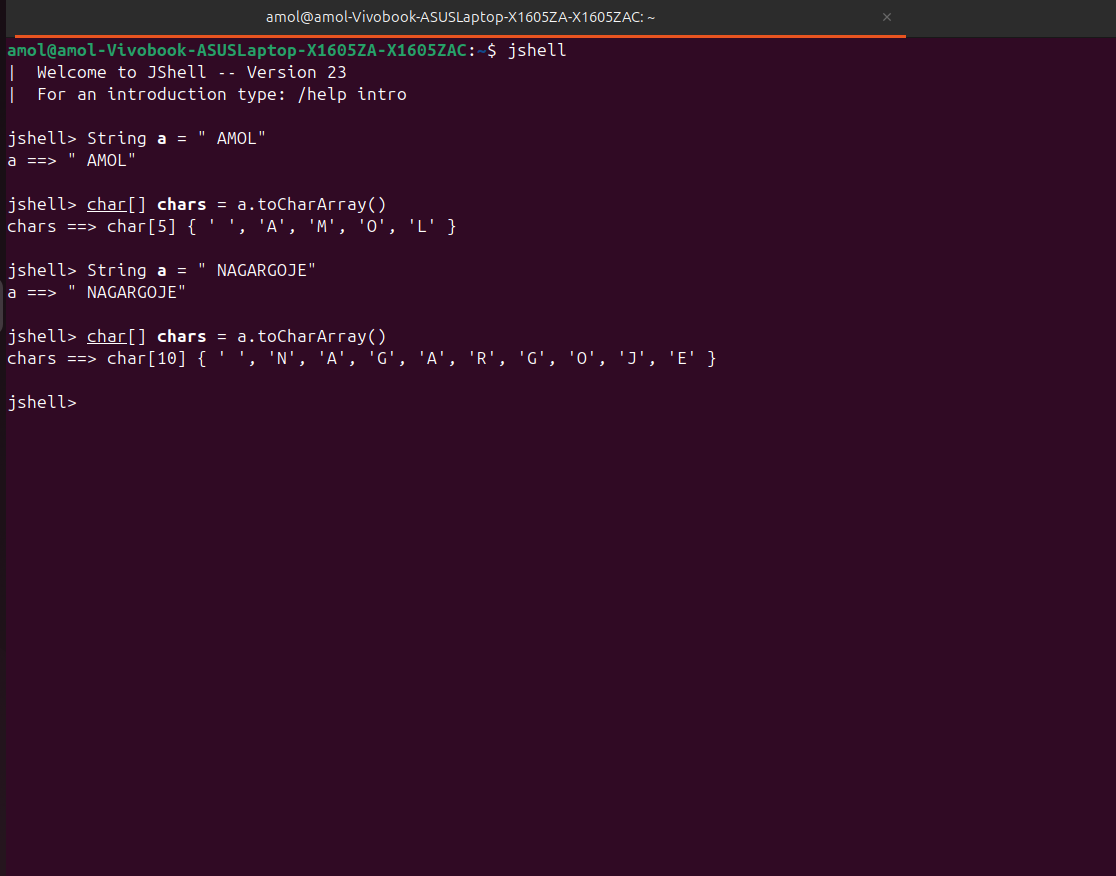 amol@amol-Vivobook-ASUSLaptop-X1605ZA-X1605ZAC: ~ ×
amol@amol-Vivobook-ASUSLaptop-X1605ZA-X1605ZAC:~$ jshell
|  Welcome to JShell -- Version 23
|  For an introduction type: /help intro
jshell> String a = " AMOL"
a ==> " AMOL"
jshell> char[] chars = a.toCharArray()
chars ==> char[5] { ' ', 'A', 'M', 'O', 'L' }
jshell> String a = " NAGARGOJE"
a ==> " NAGARGOJE"
jshell> char[] chars = a.toCharArray()
chars ==> char[10] { ' ', 'N', 'A', 'G', 'A', 'R', 'G', 'O', 'J', 'E' }
jshell>